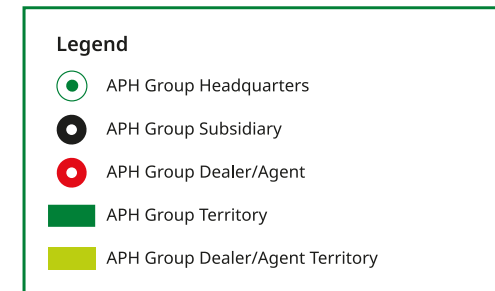 Legend
APH Group Headquarters
APH Group Subsidiary
APH Group Dealer/Agent
APH Group Territory
APH Group Dealer/Agent Territory